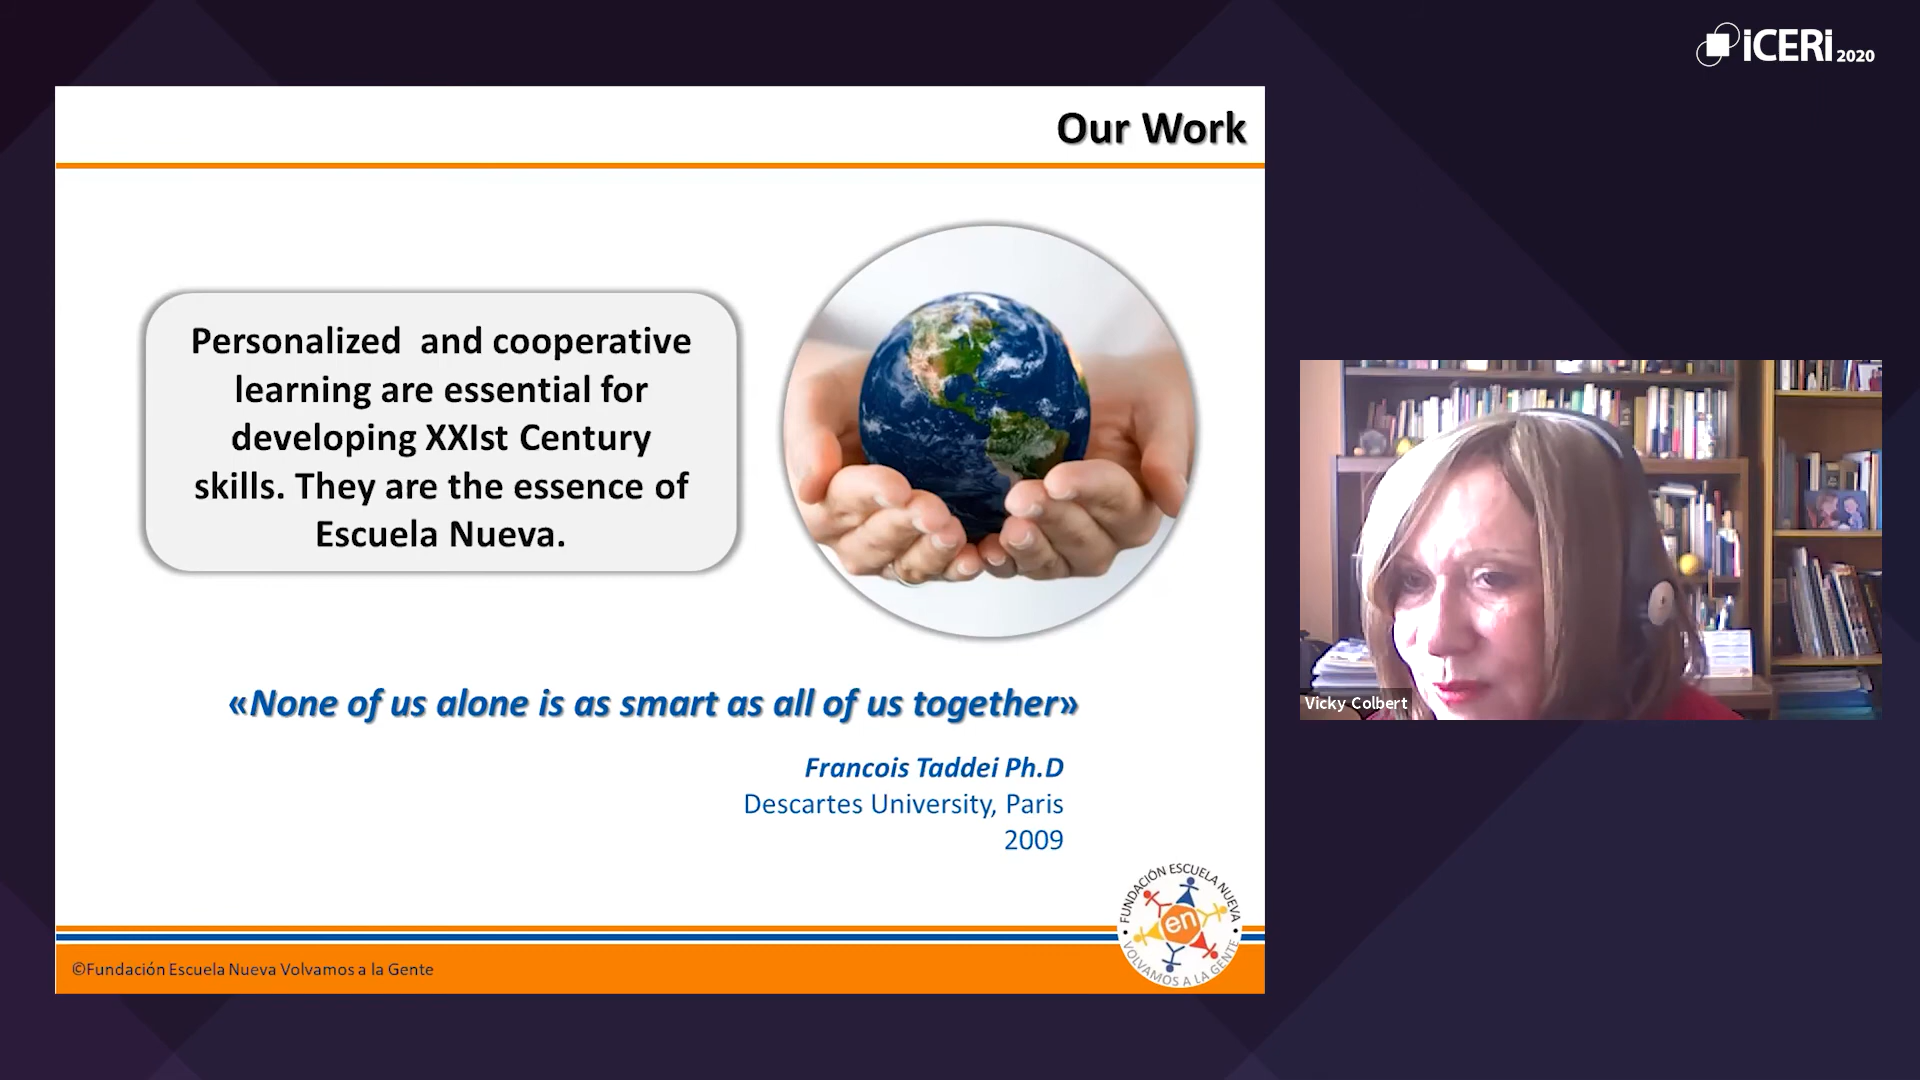 iCERi 2020
Our Work
Personalized and cooperative
learning are essential for
developing XXIst Century
skills. They are the essence of
Escuela Nueva.
«None of us alone is as smart as all of us together»
Francois Taddei Ph.D
Descartes University, Paris
2009
FUNDACIÓN ESCUELA NUEVA
en
VOLVAMOS A LA GENTE
©Fundación Escuela Nueva Volvamos a la Gente
Vicky Colbert